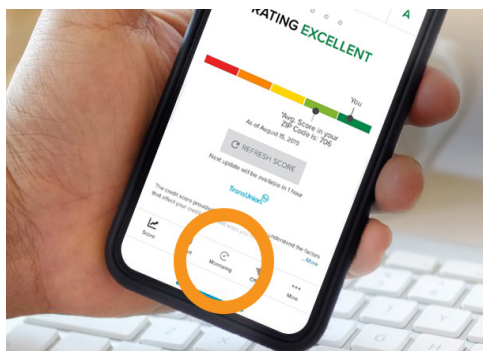 A
RATING EXCELLENT
You
*Avg. Score in your
ZIP Code is: 706
As of August 15, 2019
REFRESH SCORE
Next update will be available in 1 hour
TransUnion
The credit score provided understand the factors
that affect your credit ...More
Score
Monitoring
More